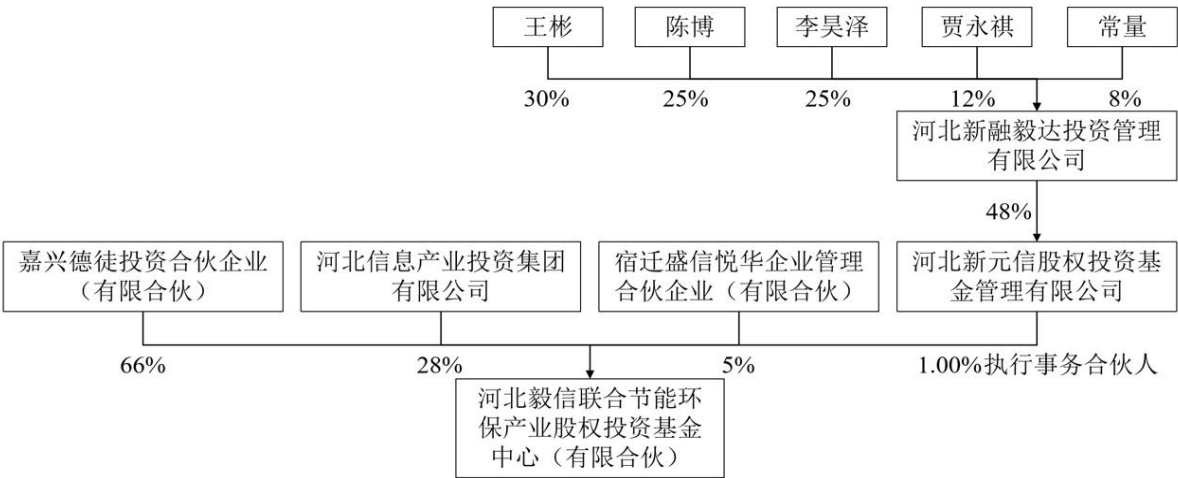 王彬
陈博
李昊泽
贾永祺
常量
30%
25%
25%
12%
8%
河北新融毅达投资管理
有限公司
48%
嘉兴德徒投资合伙企业
（有限合伙）
河北信息产业投资集团
有限公司
宿迁盛信悦华企业管理
合伙企业（有限合伙）
河北新元信股权投资基
金管理有限公司
66%
28%
5%
1.00%执行事务合伙人
河北毅信联合节能环
保产业股权投资基金
中心（有限合伙）